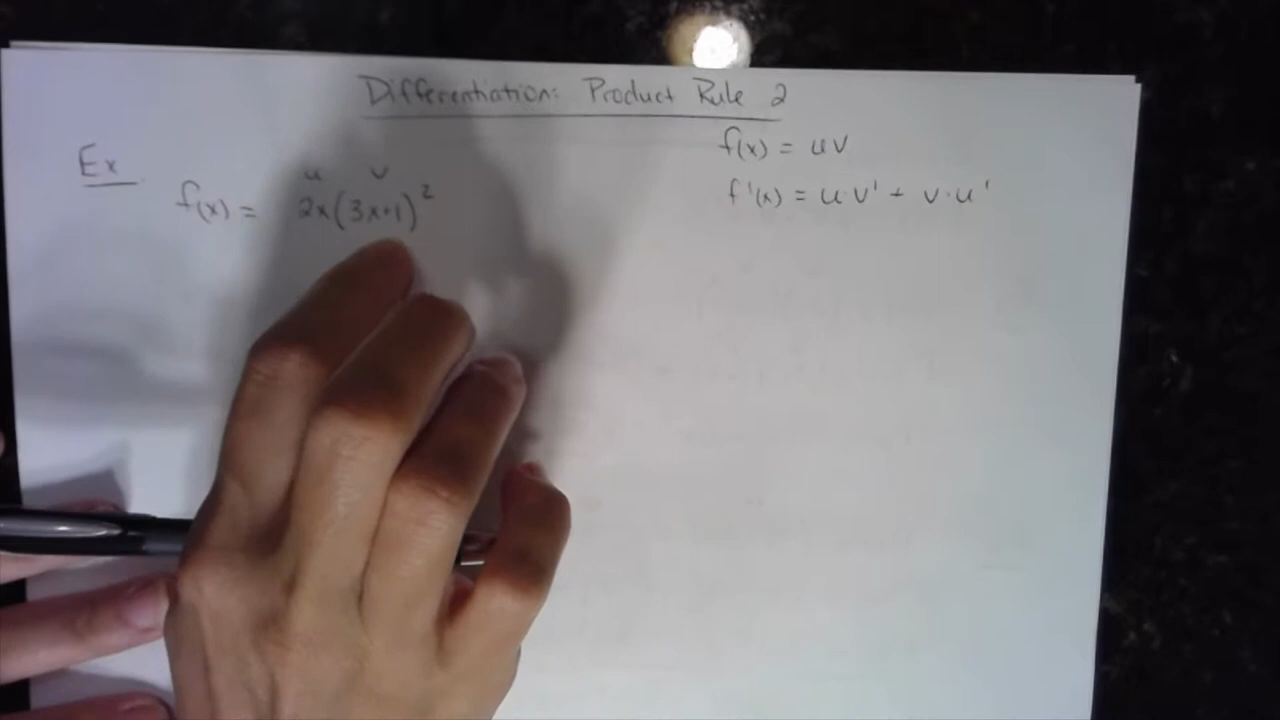 Differentiation: Product Rule 2
f(x) = uv
Ex
u v
f(x) = 2x(3x+1)²
f'(x) = u·v' + v·u'